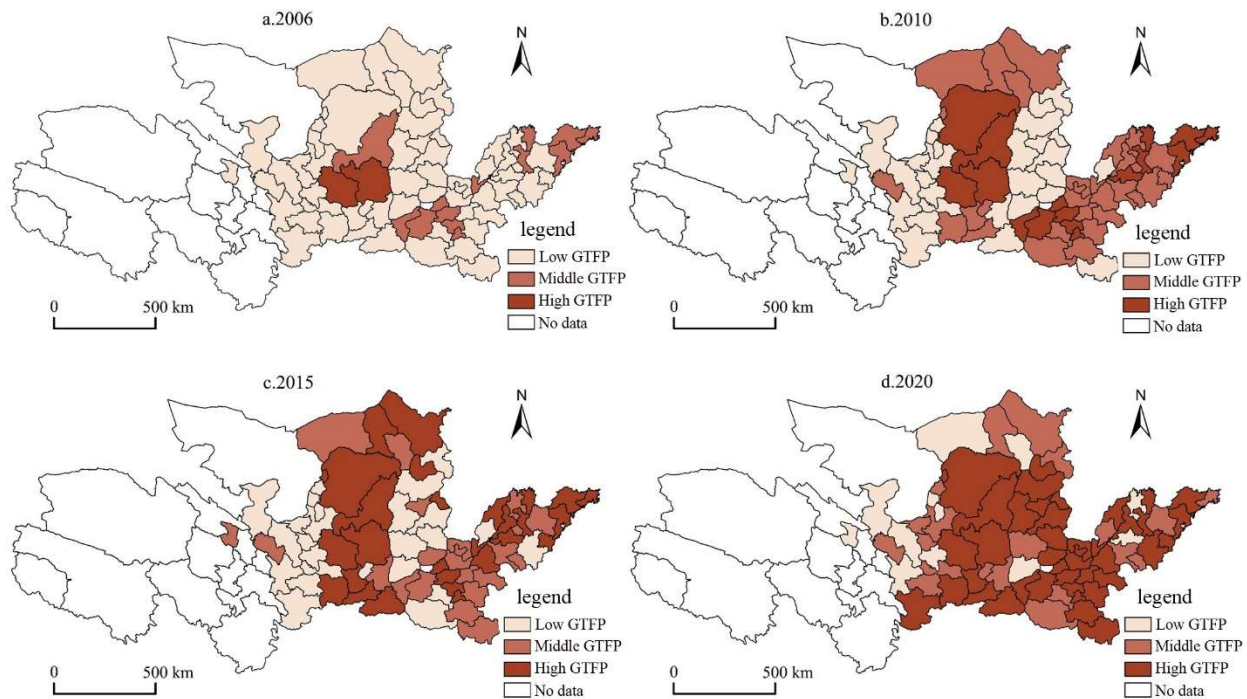 a.2006
N
legend
Low GTFP
Middle GTFP
High GTFP
No data
0 500 km
b.2010
N
legend
Low GTFP
Middle GTFP
High GTFP
No data
0 500 km
c.2015
N
legend
Low GTFP
Middle GTFP
High GTFP
No data
0 500 km
d.2020
N
legend
Low GTFP
Middle GTFP
High GTFP
No data
0 500 km